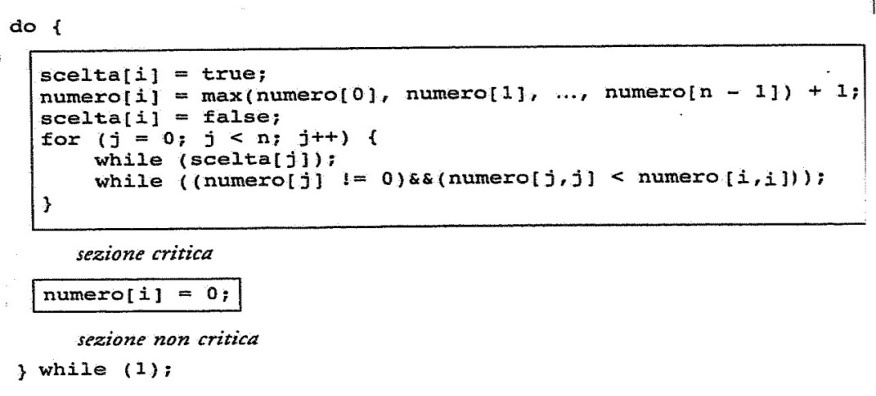 do {
scelta[i] = true;
numero[i] = max(numero[0], numero[1], ..., numero[n - 1]) + 1;
scelta[i] = false;
for (j = 0; j < n; j++) {
while (scelta[j]);
while ((numero[j] != 0)&&(numero[j,j] < numero[i,i]));
}
sezione critica
numero[i] = 0;
sezione non critica
} while (1);